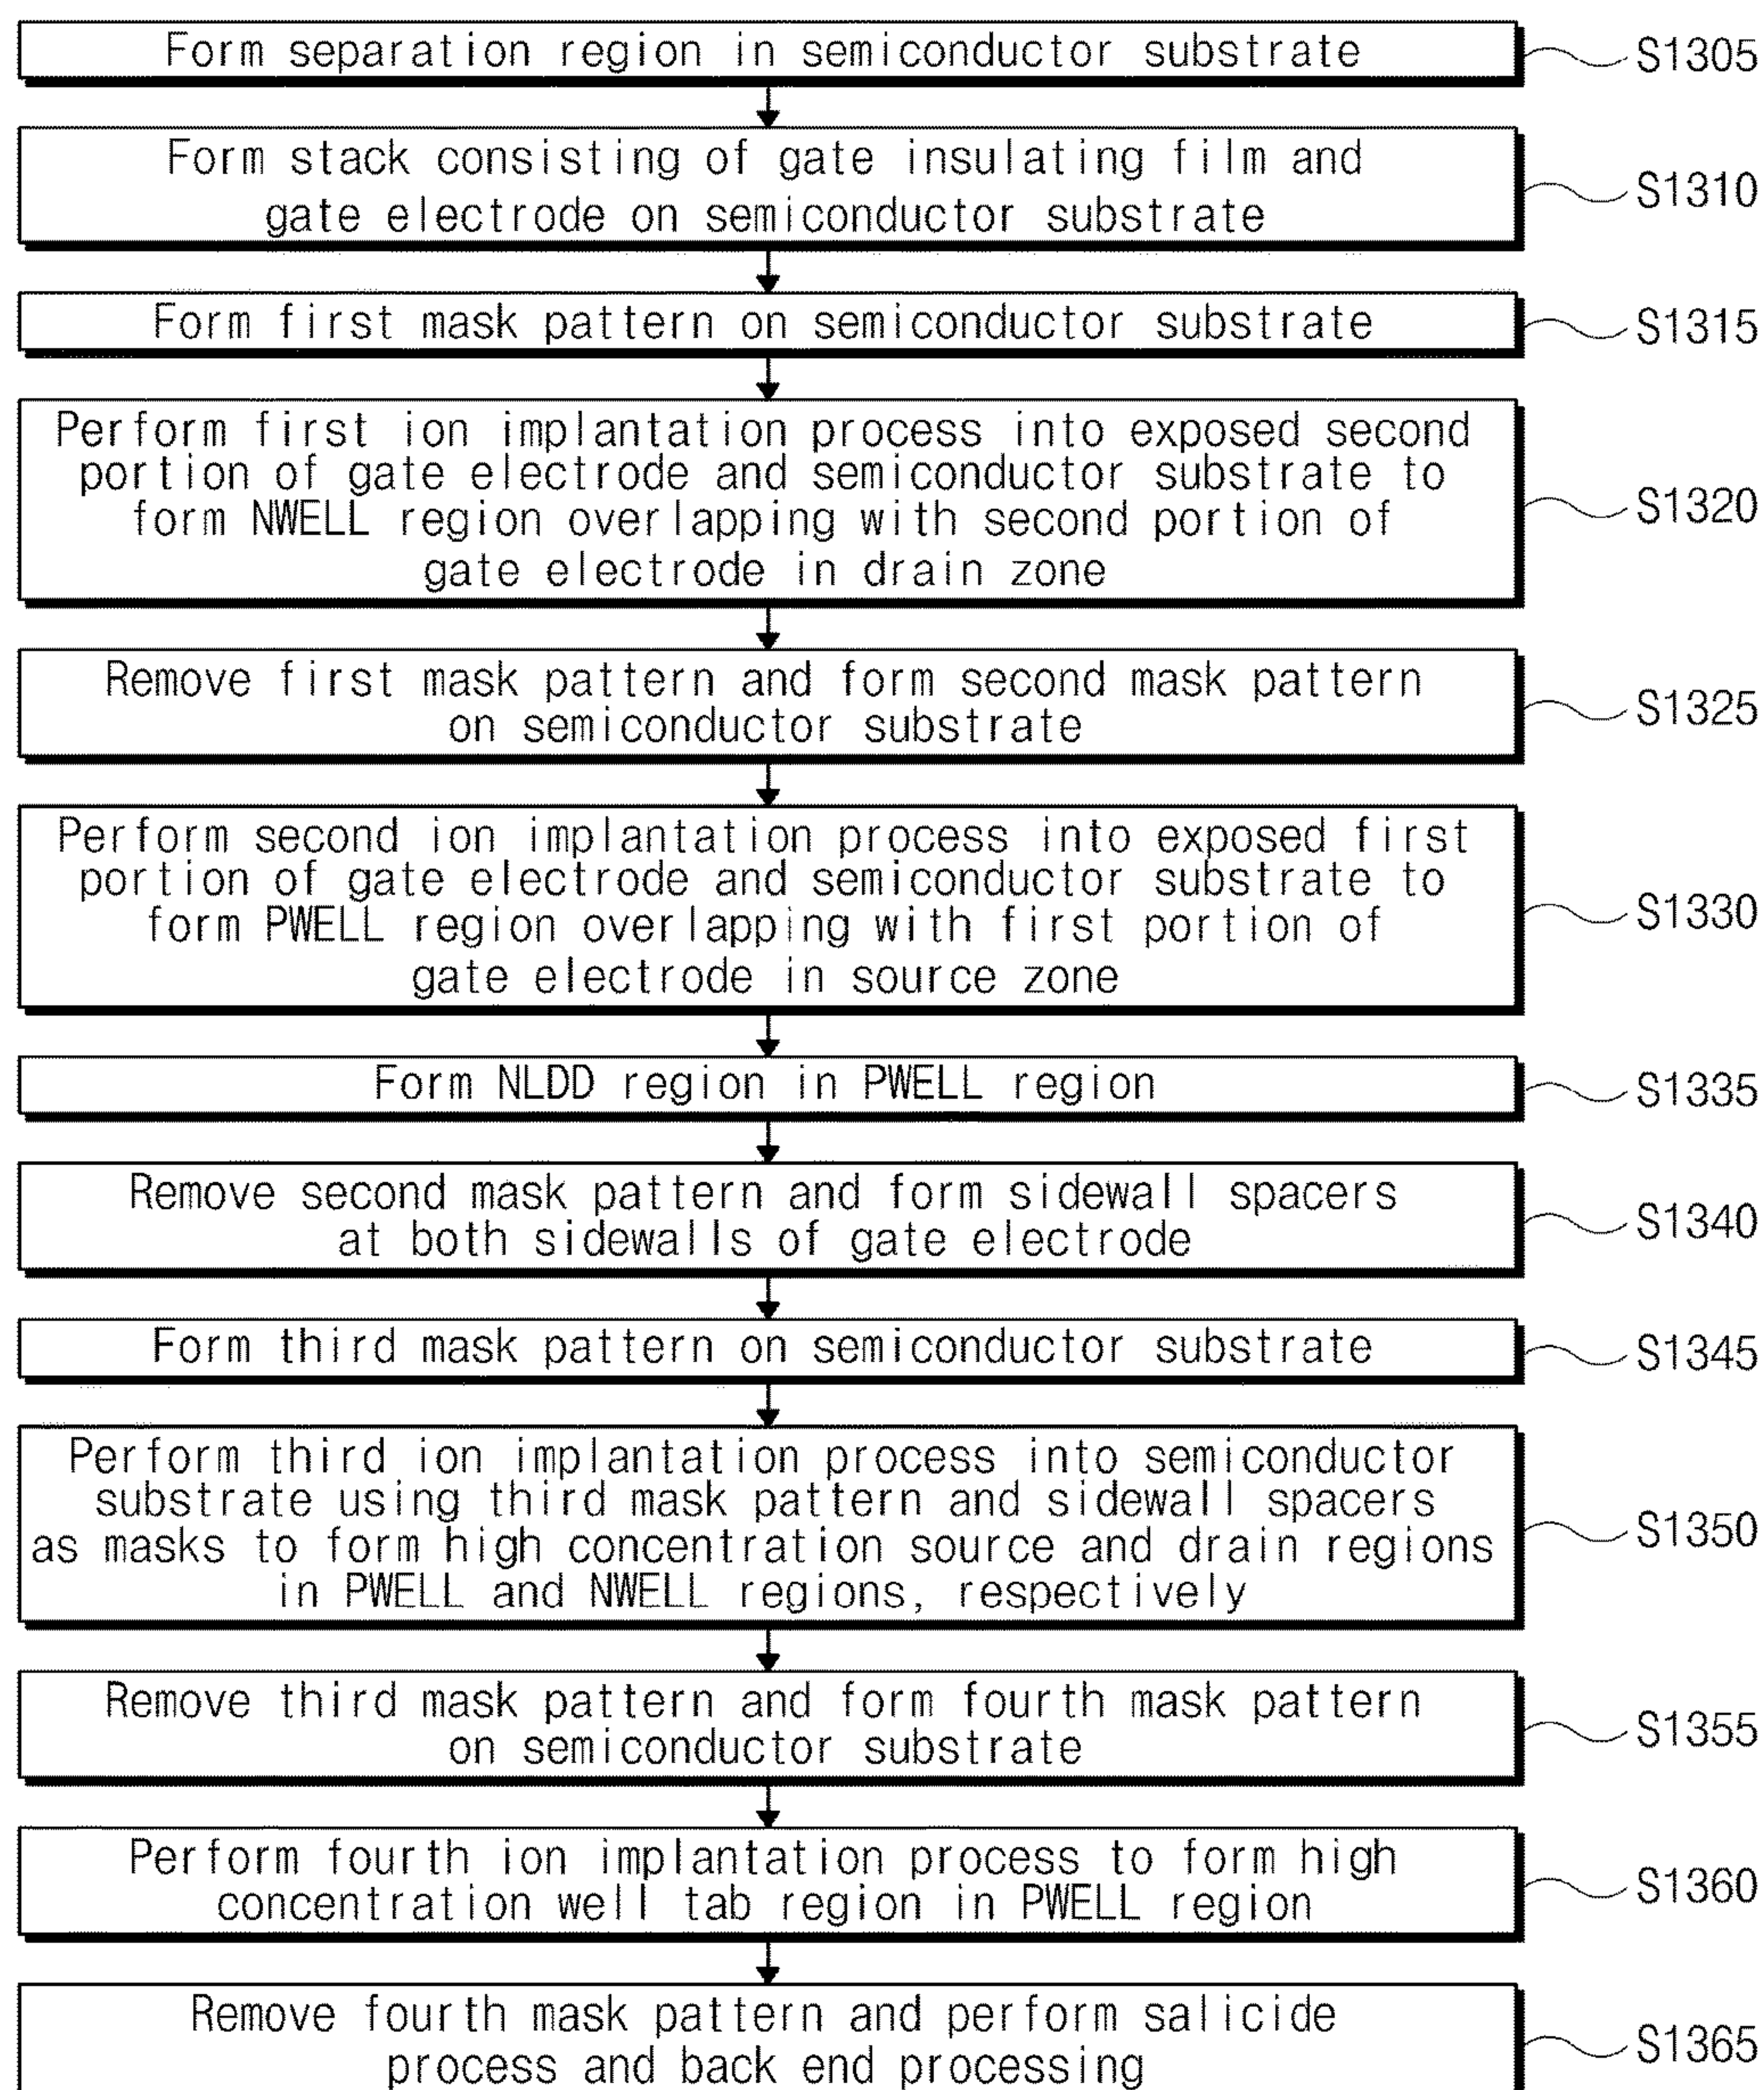 Form separation region in semiconductor substrate
S1305
Form stack consisting of gate insulating film and
gate electrode on semiconductor substrate
S1310
Form first mask pattern on semiconductor substrate
S1315
Perform first ion implantation process into exposed second
portion of gate electrode and semiconductor substrate to
form NWELL region overlapping with second portion of
gate electrode in drain zone
S1320
Remove first mask pattern and form second mask pattern
on semiconductor substrate
S1325
Perform second ion implantation process into exposed first
portion of gate electrode and semiconductor substrate to
form PWELL region overlapping with first portion of
gate electrode in source zone
S1330
Form NLDD region in PWELL region
S1335
Remove second mask pattern and form sidewall spacers
at both sidewalls of gate electrode
S1340
Form third mask pattern on semiconductor substrate
S1345
Perform third ion implantation process into semiconductor
substrate using third mask pattern and sidewall spacers
as masks to form high concentration source and drain regions
in PWELL and NWELL regions, respectively
S1350
Remove third mask pattern and form fourth mask pattern
on semiconductor substrate
S1355
Perform fourth ion implantation process to form high
concentration well tab region in PWELL region
S1360
Remove fourth mask pattern and perform salicide
process and back end processing
S1365